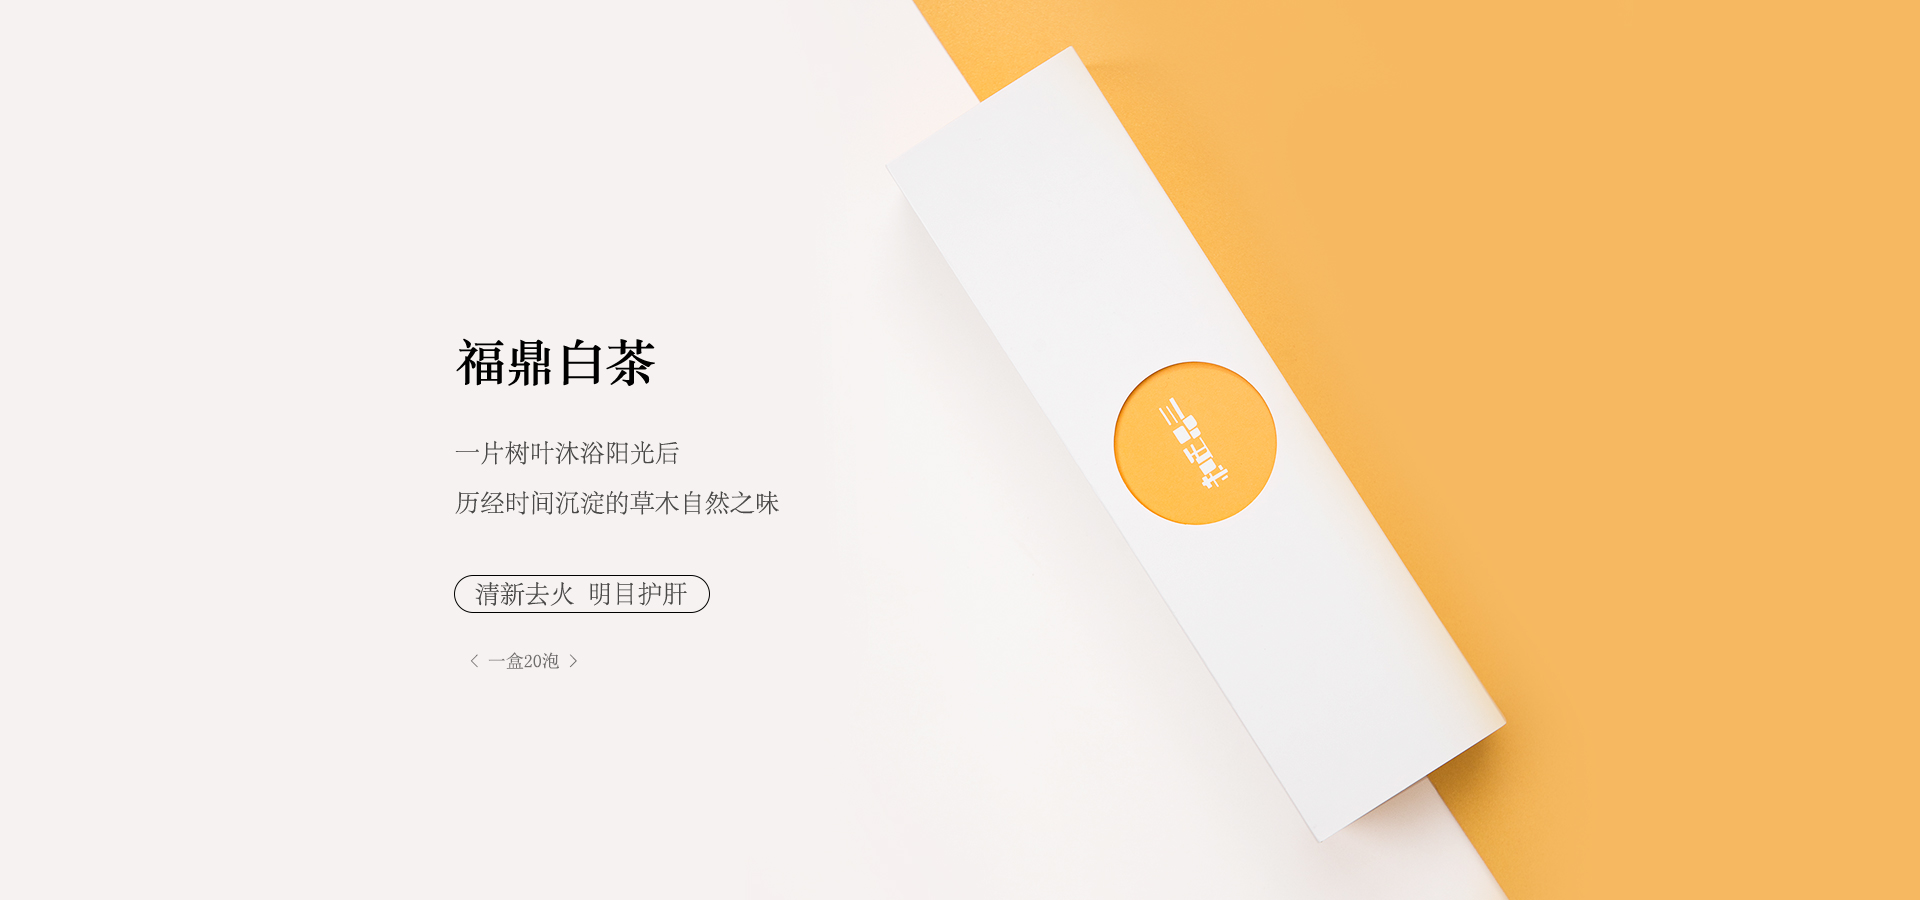 福鼎白茶
一片树叶沐浴阳光后
历经时间沉淀的草木自然之味
清新去火 明目护肝
一盒20泡